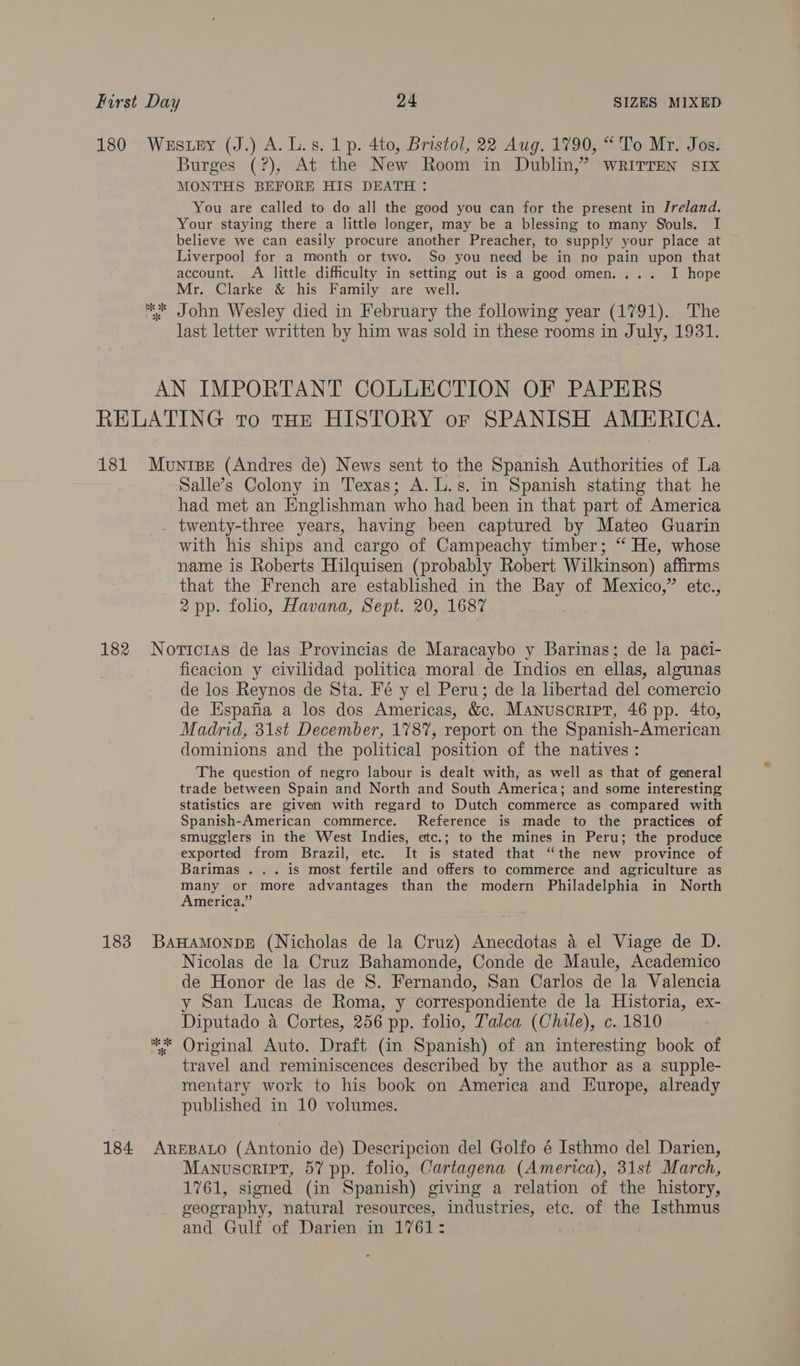 First Day 24 SIZES MIXED
180 WESLEY (J.) A. L. s. 1 p. 4to, Bristol, 22 Aug. 1790, “ To Mr. Jos.
Burges (?), At the New Room in Dublin,” WRITTEN SIX
MONTHS BEFORE HIS DEATH :
You are called to do all the good you can for the present in Ireland.
Your staying there a little longer, may be a blessing to many Souls. I
believe we can easily procure another Preacher, to supply your place at
Liverpool for a month or two. So you need be in no pain upon that
account. A little difficulty in setting out is a good omen. . . . I hope
Mr. Clarke & his Family are well.
*** John Wesley died in February the following year (1791). The
last letter written by him was sold in these rooms in July, 1931.
AN IMPORTANT COLLECTION OF PAPERS
RELATING TO THE HISTORY OF SPANISH AMERICA.
181 MUNIBE (Andres de) News sent to the Spanish Authorities of La
Salle’s Colony in Texas; A. L. s. in Spanish stating that he
had met an Englishman who had been in that part of America
twenty-three years, having been captured by Mateo Guarin
with his ships and cargo of Campeachy timber; “ He, whose
name is Roberts Hilquisen (probably Robert Wilkinson) affirms
that the French are established in the Bay of Mexico,” etc.,
2 pp. folio, Havana, Sept. 20, 1687
182 NOTICIAS de las Provincias de Maracaybo y Barinas; de la paci-
ficacion y civilidad politica moral de Indios en ellas, algunas
de los Reynos de Sta. Fé y el Peru; de la libertad del comercio
de España a los dos Americas, &c. MANUSCRIPT, 46 pp. 4to,
Madrid, 31st December, 1787, report on the Spanish-American
dominions and the political position of the natives :
The question of negro labour is dealt with, as well as that of general
trade between Spain and North and South America; and some interesting
statistics are given with regard to Dutch commerce as compared with
Spanish-American commerce. Reference is made to the practices of
smugglers in the West Indies, etc.; to the mines in Peru; the produce
exported from Brazil, etc. It is stated that “the new province of
Barimas . . . is most fertile and offers to commerce and agriculture as
many or more advantages than the modern Philadelphia in North
America.”
183 BAHAMONDE (Nicholas de la Cruz) Anecdotas à el Viage de D.
Nicolas de la Cruz Bahamonde, Conde de Maule, Academico
de Honor de las de S. Fernando, San Carlos de la Valencia
y San Lucas de Roma, y correspondiente de la Historia, ex-
Diputado à Cortes, 256 pp. folio, Talca (Chile), c. 1810
*** Original Auto. Draft (in Spanish) of an interesting book of
travel and reminiscences described by the author as a supple-
mentary work to his book on America and Europe, already
published in 10 volumes.
184 AREBALO (Antonio de) Descripcion del Golfo é Isthmo del Darien,
MANUSCRIPT, 57 pp. folio, Cartagena (America), 31st March,
1761, signed (in Spanish) giving a relation of the history,
geography, natural resources, industries, etc. of the Isthmus
and Gulf of Darien in 1761 :